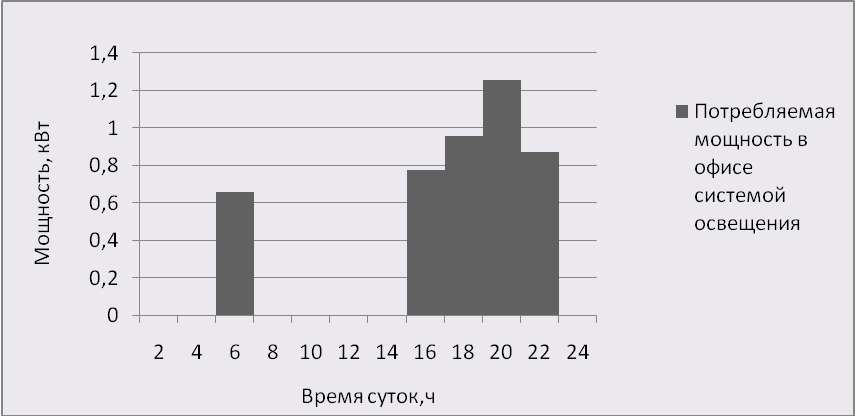 1,4
1,2
1
0,8
0,6
0,4
0,2
0
Мощность, кВт
2 4 6 8 10 12 14 16 18 20 22 24
Время суток,ч
Потребляемая
мощность в
офисе
системой
освещения